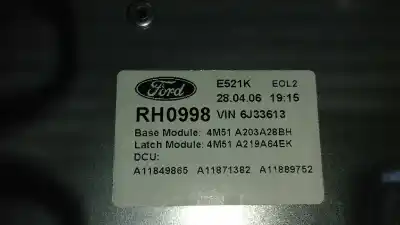 Ford E521K EOL2
28.04.06 19:15
RH0998 VIN 6J33613
Base Module: 4M51 A203A28BH
Latch Module: 4M51 A219A64EK
DCU:
A11849865 A11871382 A11889752